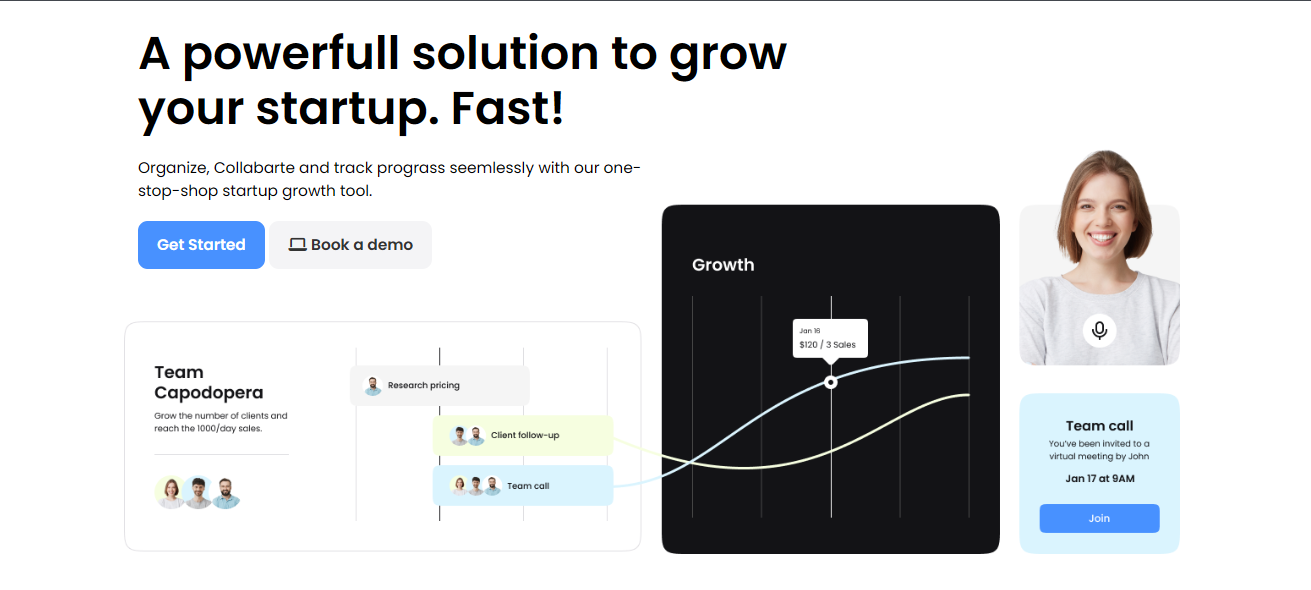 A powerfull solution to grow
your startup. Fast!
Organize, Collabarte and track prograss seemlessly with our one-
stop-shop startup growth tool.
Get Started
Book a demo
Team
Capodopera
Grow the number of clients and
reach the 1000/day sales.
Research pricing
Client follow-up
Team call
Growth
Jan 16
$120 / 3 Sales
Team call
You've been invited to a
virtual meeting by John
Jan 17 at 9AM
Join